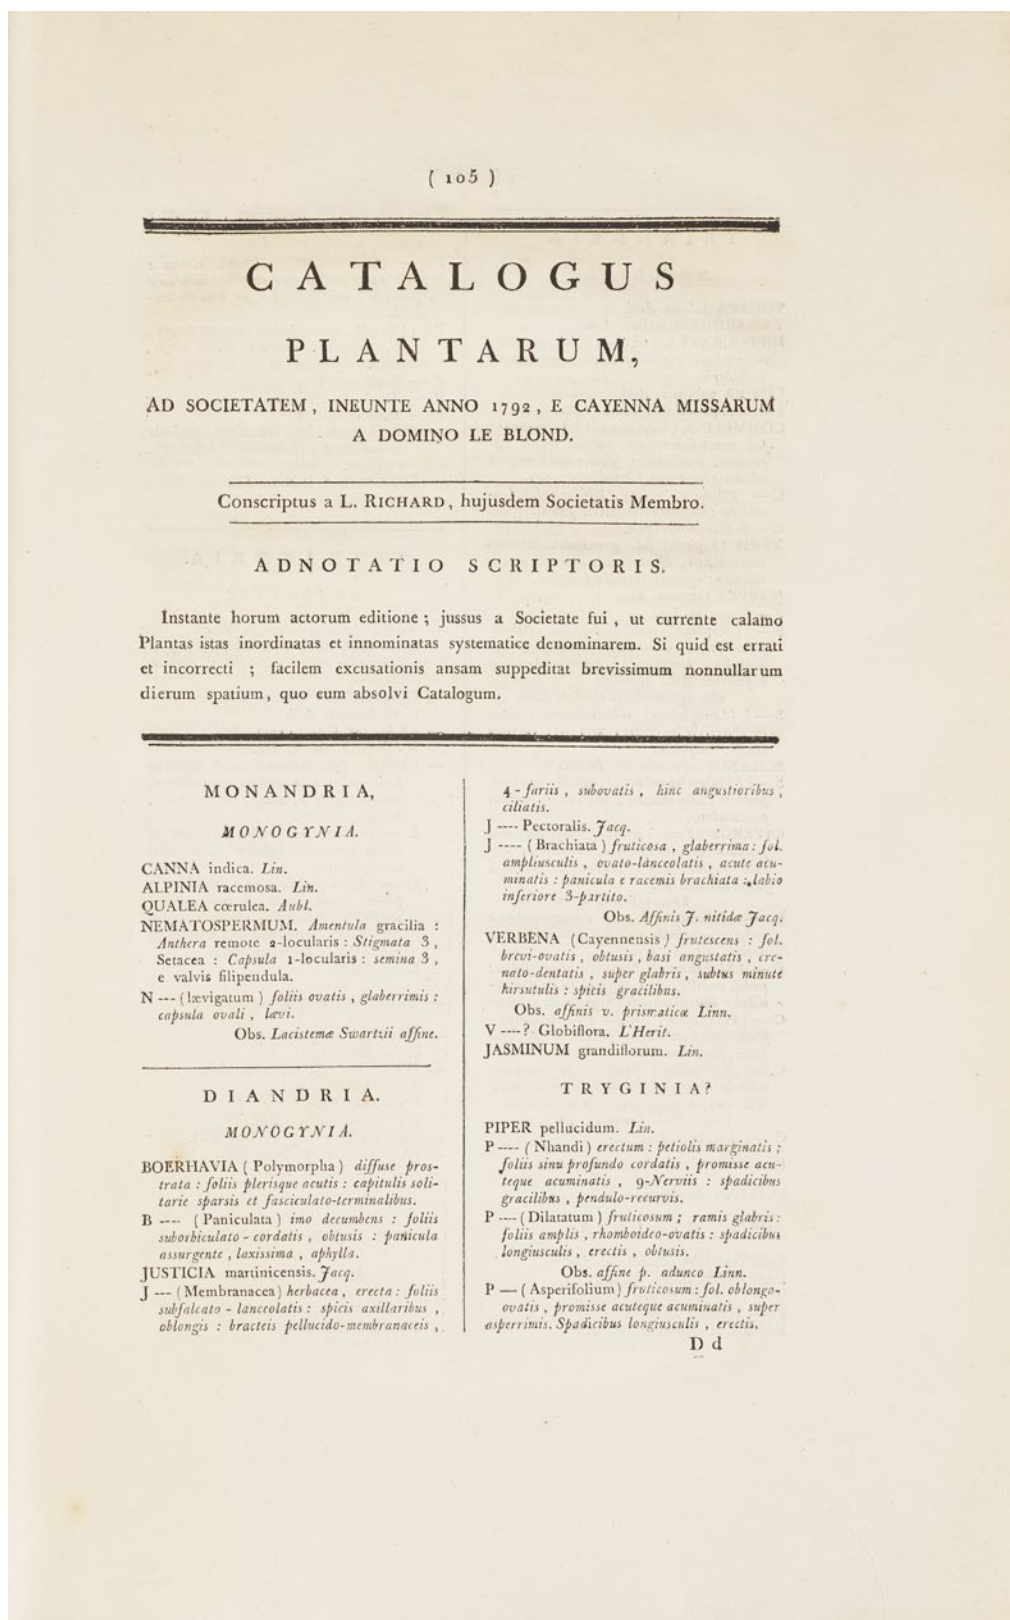 ( 105 )
CATALOGUS
PLANTARUM,
AD SOCIETATEM, INEUNTE ANNO 1792, E CAYENNA MISSARUM
A DOMINO LE BLOND.
Conscriptus a L. RICHARD, hujusdem Societatis Membro.
ADNOTATIO SCRIPTORIS.
Instante horum actorum editione ; jussus a Societate fui , ut currente calamo
Plantas istas inordinatas et innominatas systematice denominarem. Si quid est errati
et incorrecti ; facilem excusationis ansam suppeditat brevissimum nonnullarum
dierum spatium, quo eum absolvi Catalogum.
MONANDRIA,
MONOGYNIA.
CANNA indica. Lin.
ALPINIA racemosa. Lin.
QUALEA cœrulea. Aubl.
NEMATOSPERMUM. Amentula gracilia :
Anthera remote 2-locularis : Stigmata 3 ,
Setacea : Capsula 1-locularis : semina 3 ,
e valvis filipendula.
N --- ( lævigatum ) foliis ovatis , glaberrimis :
capsula ovali , lævi.
Obs. Lacistemæ Swartzii affine.
DIANDRIA.
MONOGYNIA.
BOERHAVIA ( Polymorpha ) diffuse pros-
trata : foliis plerisque acutis : capitulis soli-
tarie sparsis et fasciculato-terminalibus.
B ---- ( Paniculata ) imo decumbens : foliis
suborbiculato - cordatis , obtusis : panicula
assurgente , laxissima , aphylla.
JUSTICIA martinicensis. Jacq.
J --- ( Membranacea ) herbacea , erecta : foliis
subfalcato - lanceolatis : spicis axillaribus ,
oblongis : bracteis pellucido-membranaceis ,
4 - fariis , subovatis , hinc angustioribus ,
ciliatis.
J ---- Pectoralis. Jacq.
J ---- ( Brachiata ) fruticosa , glaberrima : fol.
ampliusculis , ovato-lanceolatis , acute acu-
minatis : panicula e racemis brachiata : labio
inferiore 3-partito.
Obs. Affinis J. nitidæ Jacq.
VERBENA ( Cayennensis ) frutescens : fol.
brevi-ovatis , obtusis , basi angustatis , cre-
nato-dentatis , super glabris , subtus minute
hirsutulis : spicis gracilibus.
Obs. affinis v. prismaticæ Linn.
V ----? Globiflora. L'Herit.
JASMINUM grandiflorum. Lin.
TRYGINIA?
PIPER pellucidum. Lin.
P ---- ( Nhandi ) erectum : petiolis marginatis ;
foliis sinu profundo cordatis , promisse acu-
teque acuminatis , 9-Nerviis : spadicibus
gracilibus , pendulo-recurvis.
P ---- ( Dilatatum ) fruticosum ; ramis glabris :
foliis amplis , rhomboideo-ovatis : spadicibus
longiusculis , erectis , obtusis.
Obs. affine p. adunco Linn.
P — ( Asperifolium ) fruticosum : fol. oblongo-
ovatis , promisse acuteque acuminatis , super
asperrimis. Spadicibus longiusculis , erectis.
D d